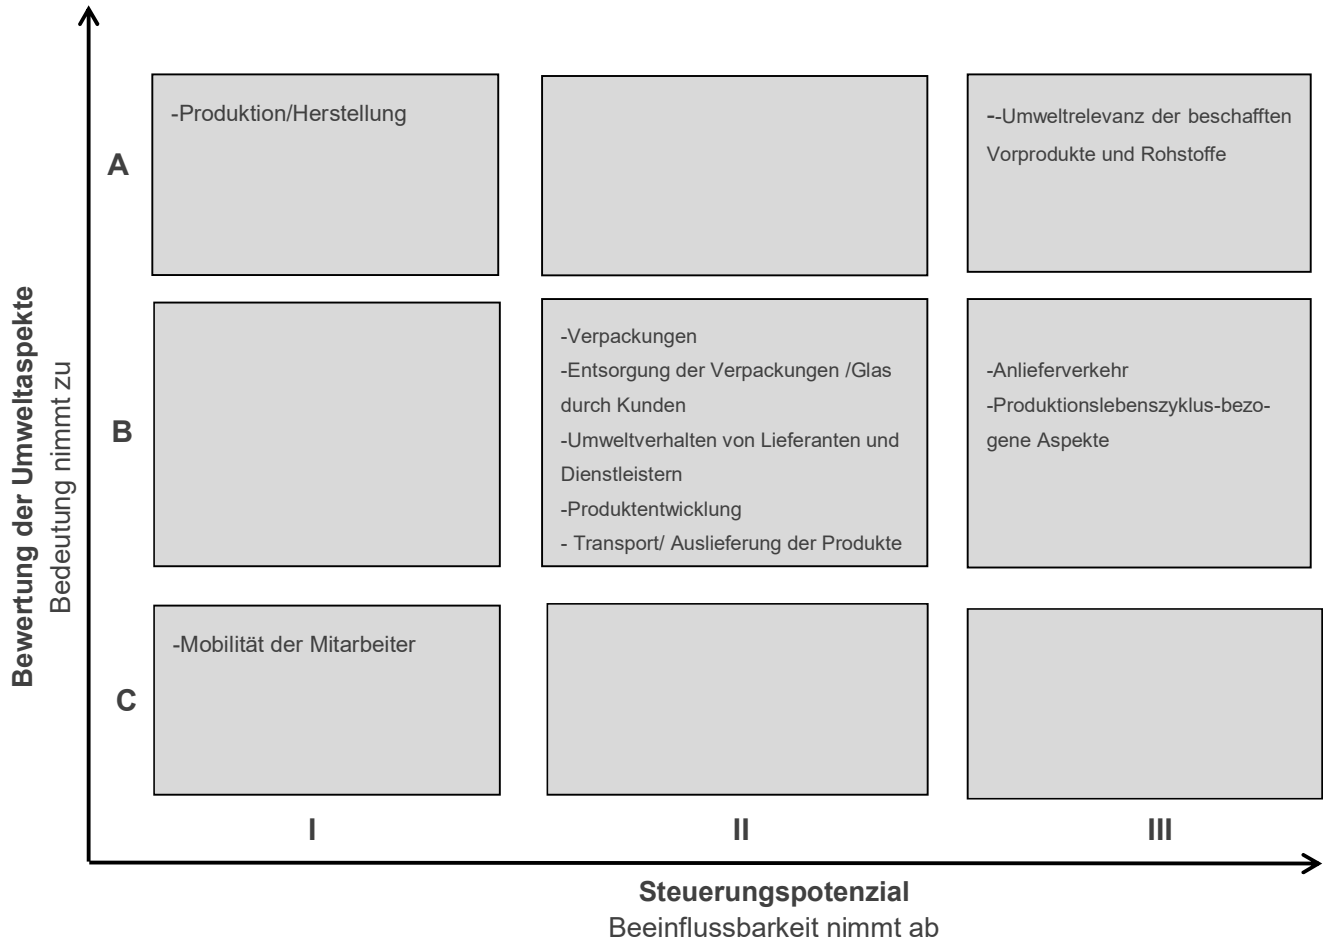 -Produktion/Herstellung
--Umweltrelevanz der beschafften
Vorprodukte und Rohstoffe
A
-Verpackungen
-Entsorgung der Verpackungen /Glas
durch Kunden
-Umweltverhalten von Lieferanten und
Dienstleistern
-Produktentwicklung
- Transport/ Auslieferung der Produkte
-Anlieferverkehr
-Produktionslebenszyklus-bezo-
gene Aspekte
B
-Mobilität der Mitarbeiter
C
Bewertung der Umweltaspekte
Bedeutung nimmt zu
I
II
III
Steuerungspotenzial
Beeinflussbarkeit nimmt ab